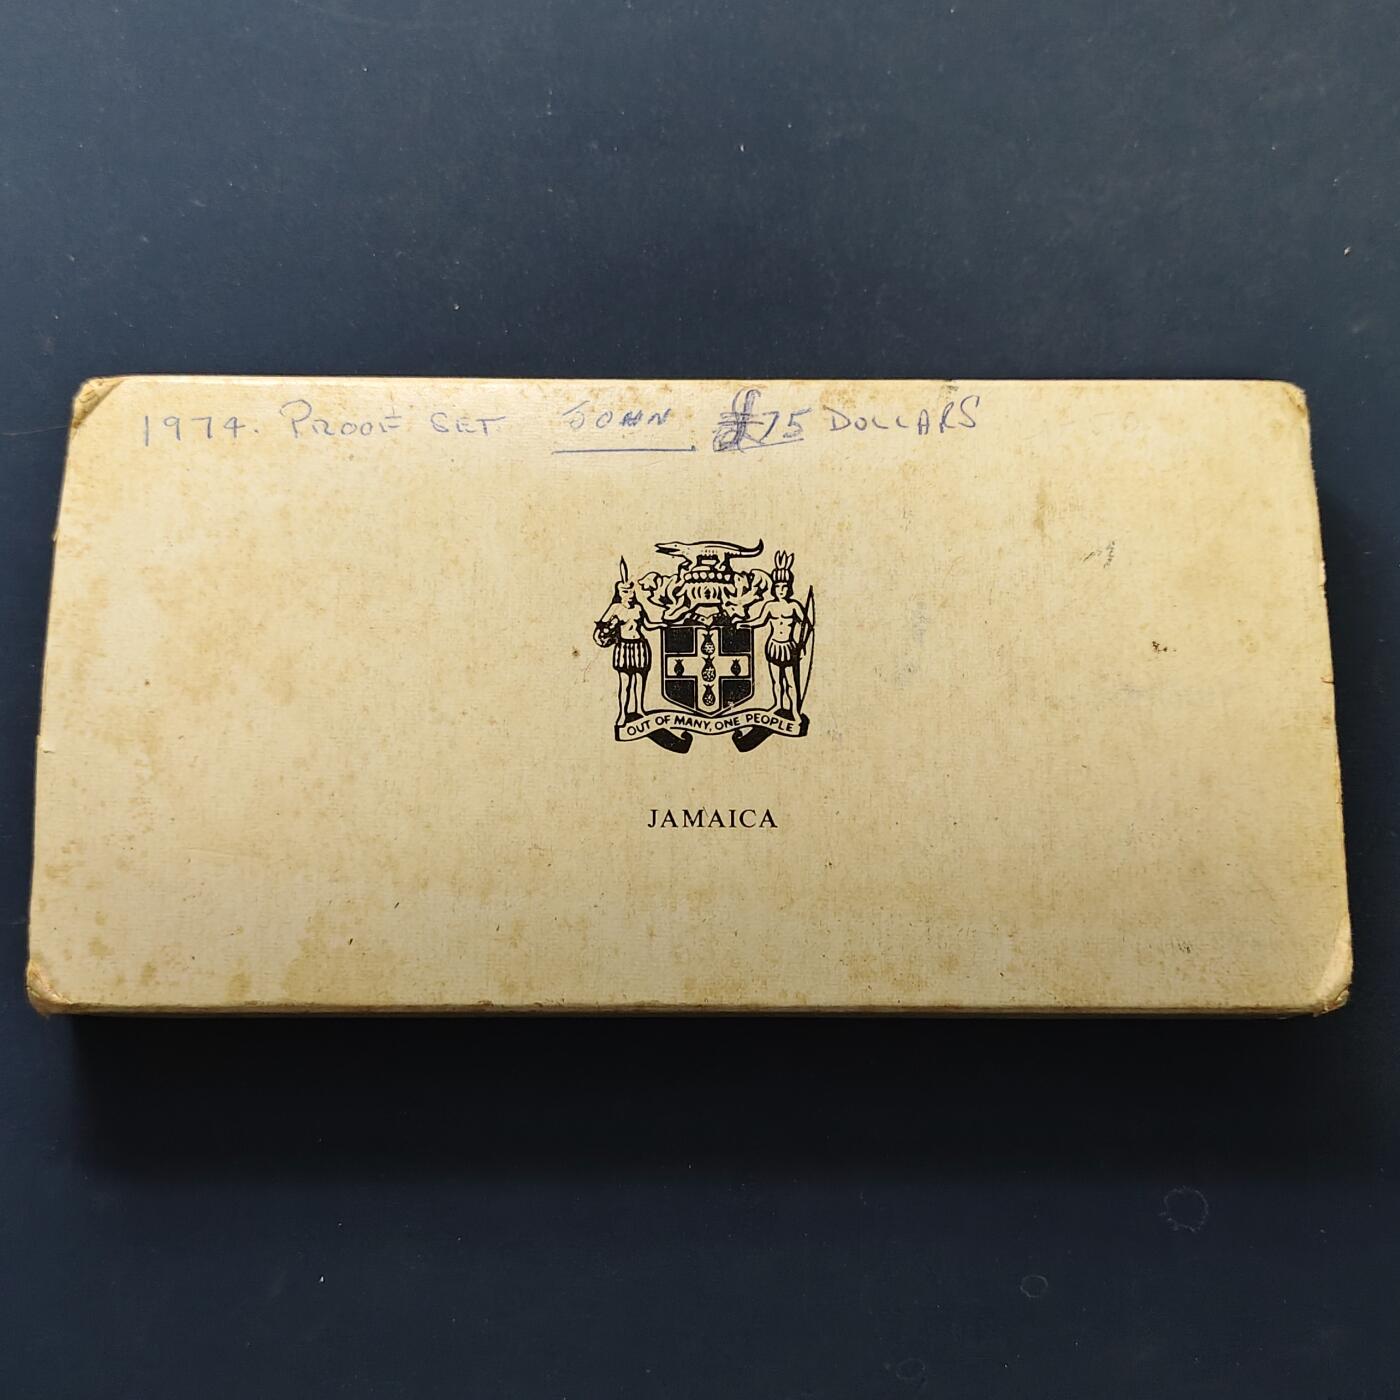 1974. PROOF SET JOHN £75 DOLLARS
OUT OF MANY, ONE PEOPLE
JAMAICA